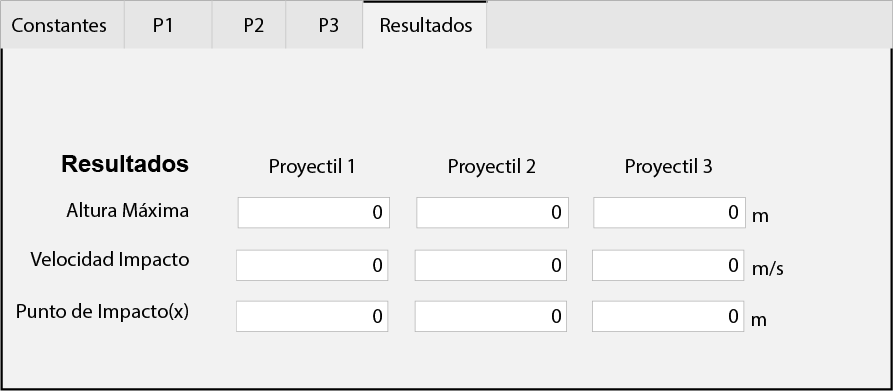 Constantes P1 P2 P3 Resultados
Resultados Proyectil 1 Proyectil 2 Proyectil 3
Altura Máxima 0 0 0 m
Velocidad Impacto 0 0 0 m/s
Punto de Impacto(x) 0 0 0 m